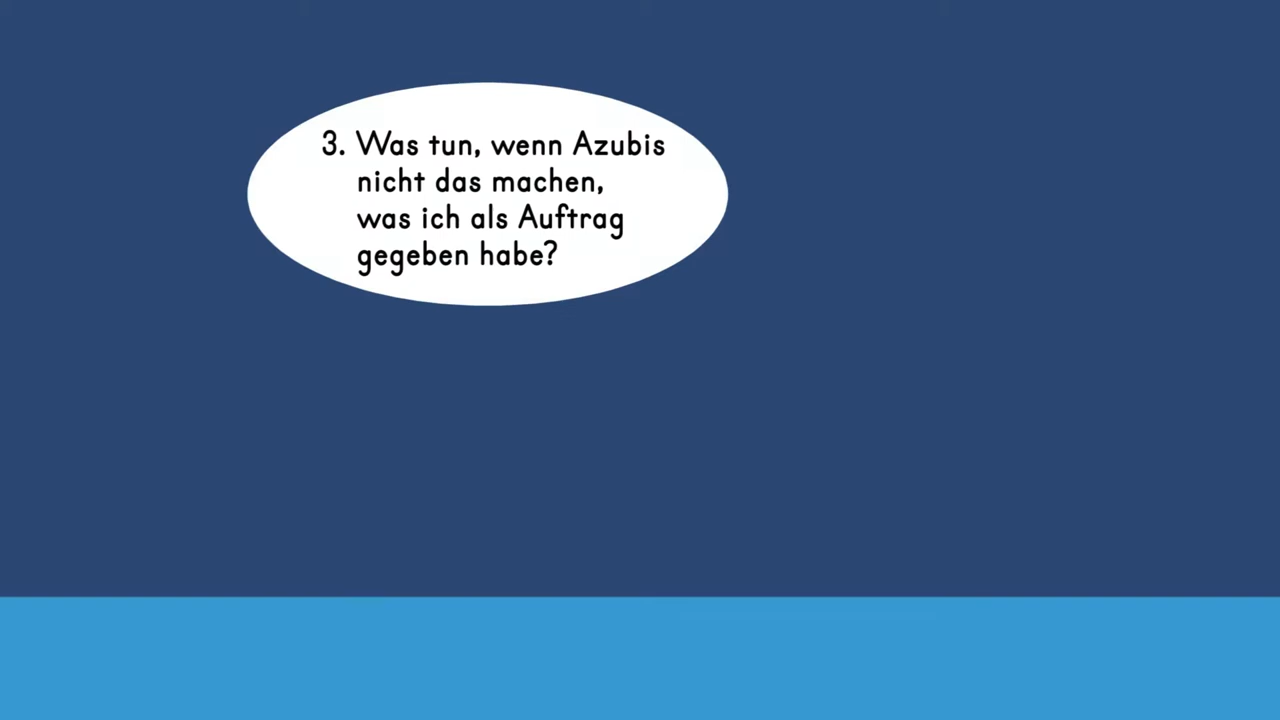 3. Was tun, wenn Azubis
nicht das machen,
was ich als Auftrag
gegeben habe?